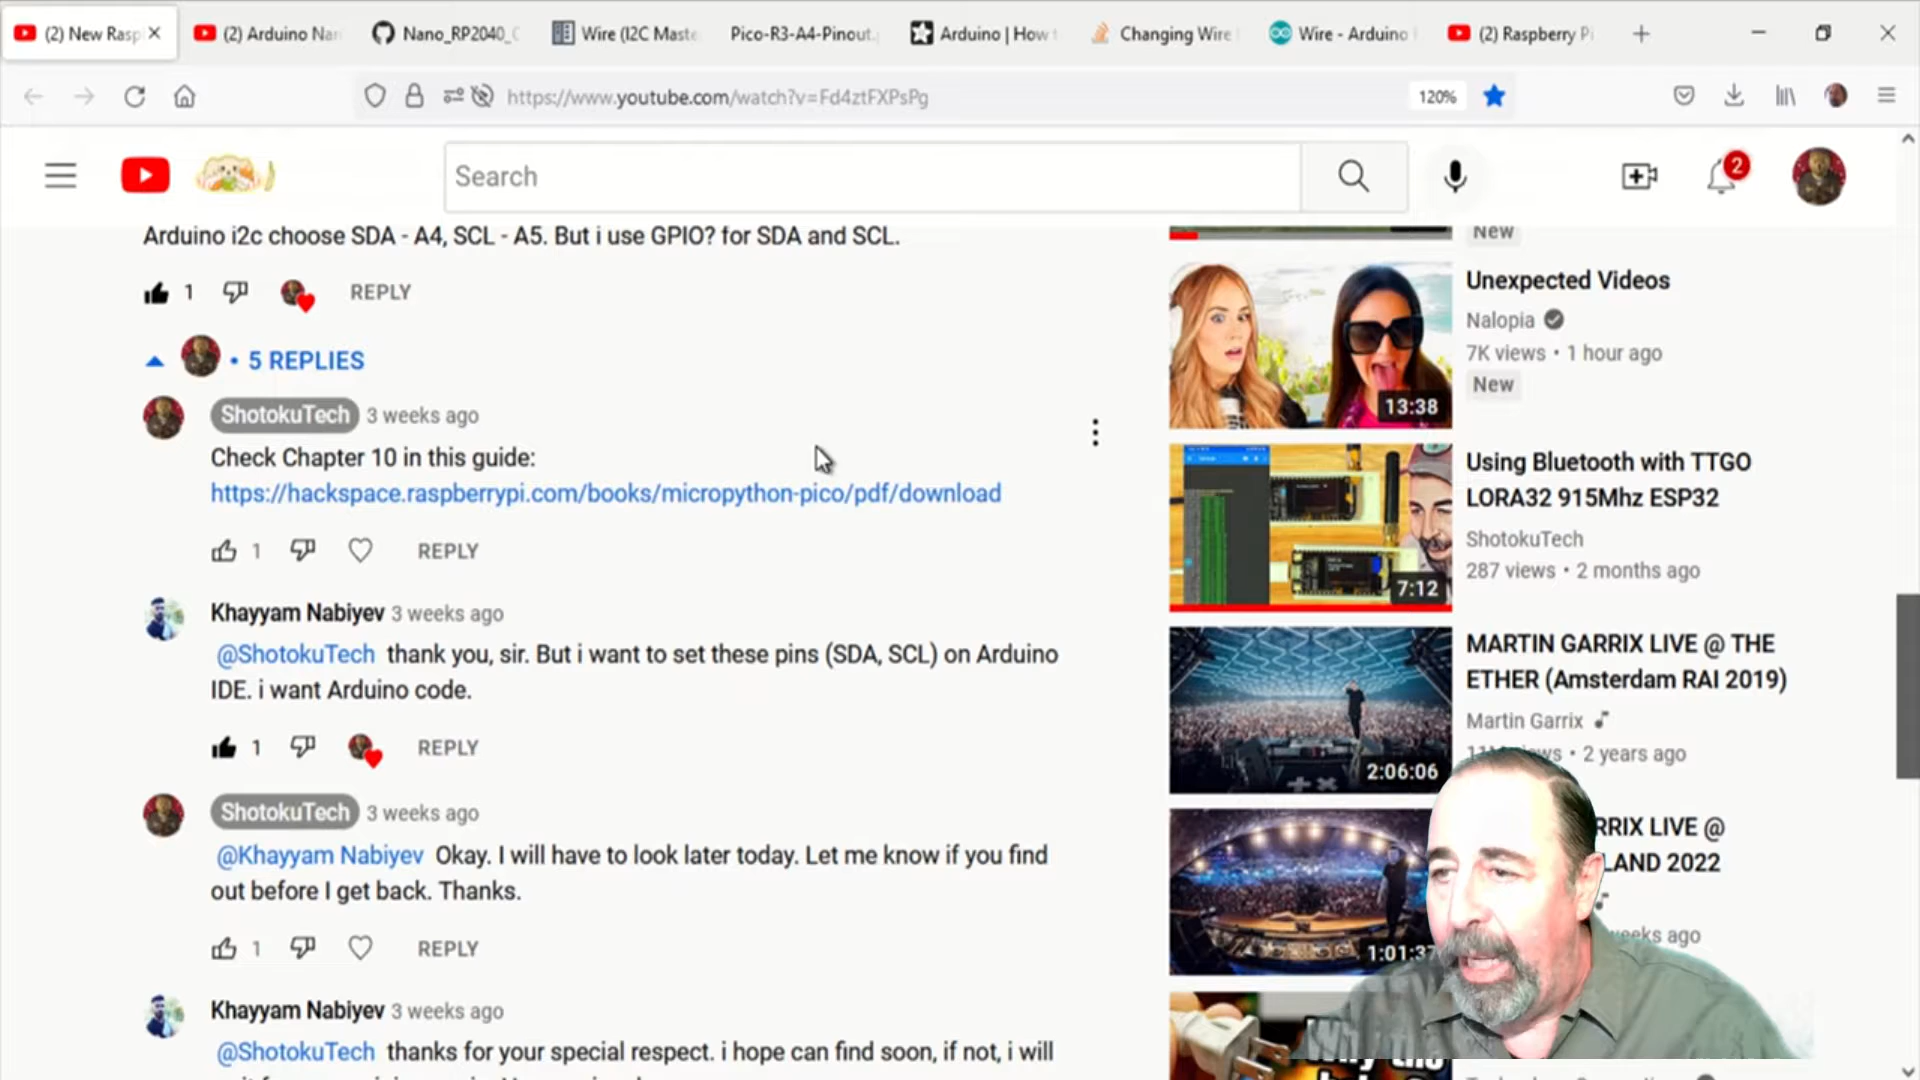 (2) New Rasp
(2) Arduino Nan
Nano_RP2040_C
Wire (I2C Maste
Pico-R3-A4-Pinout.
Arduino | How t
Changing Wire
Wire - Arduino
(2) Raspberry Pi
https://www.youtube.com/watch?v=Fd4ztFXPsPg
120%
Search
2
Arduino i2c choose SDA - A4, SCL - A5. But i use GPIO? for SDA and SCL.
1
REPLY
• 5 REPLIES
ShotokuTech 3 weeks ago
Check Chapter 10 in this guide:
https://hackspace.raspberrypi.com/books/micropython-pico/pdf/download
1 REPLY
Khayyam Nabiyev 3 weeks ago
@ShotokuTech thank you, sir. But i want to set these pins (SDA, SCL) on Arduino
IDE. i want Arduino code.
1 REPLY
ShotokuTech 3 weeks ago
@Khayyam Nabiyev Okay. I will have to look later today. Let me know if you find
out before I get back. Thanks.
1 REPLY
Khayyam Nabiyev 3 weeks ago
@ShotokuTech thanks for your special respect. i hope can find soon, if not, i will
New
13:38
Unexpected Videos
Nalopia
7K views • 1 hour ago
New
7:12
Using Bluetooth with TTGO
LORA32 915Mhz ESP32
ShotokuTech
287 views • 2 months ago
2:06:06
MARTIN GARRIX LIVE @ THE
ETHER (Amsterdam RAI 2019)
Martin Garrix
2 years ago
1:01:37
RRIX LIVE @
LAND 2022
weeks ago